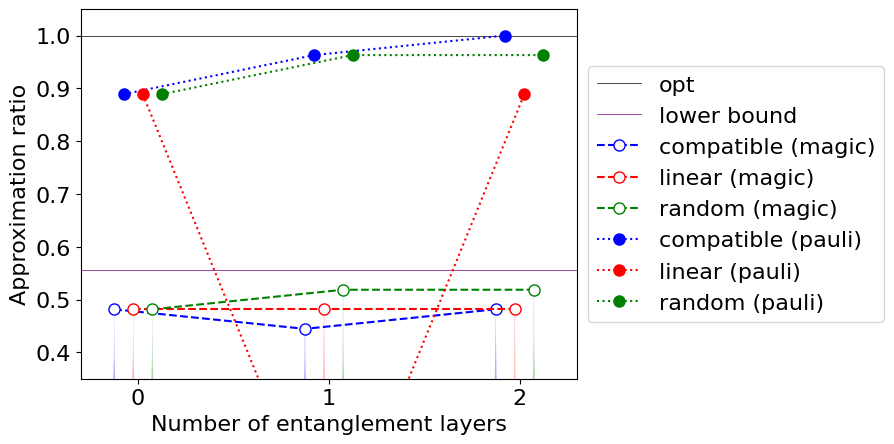 1.0
0.9
0.8
0.7
0.6
0.5
0.4
Approximation ratio
0
1
2
Number of entanglement layers
opt
lower bound
compatible (magic)
linear (magic)
random (magic)
compatible (pauli)
linear (pauli)
random (pauli)